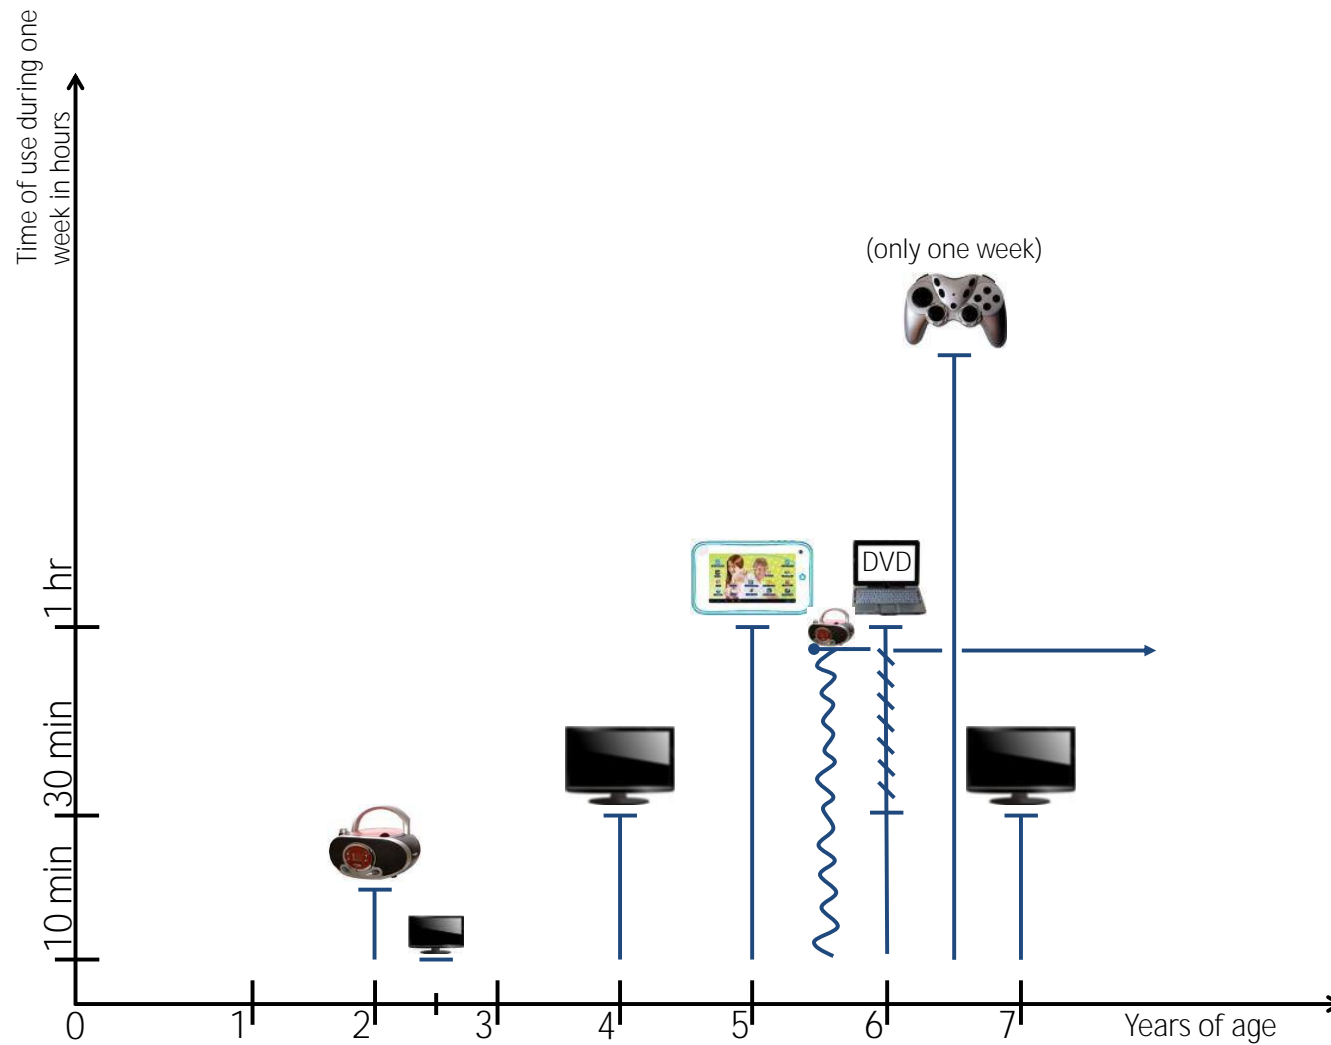 Time of use during one
week in hours
(only one week)
DVD
1 hr
30 min
10 min
0
1
2
3
4
5
6
7
Years of age